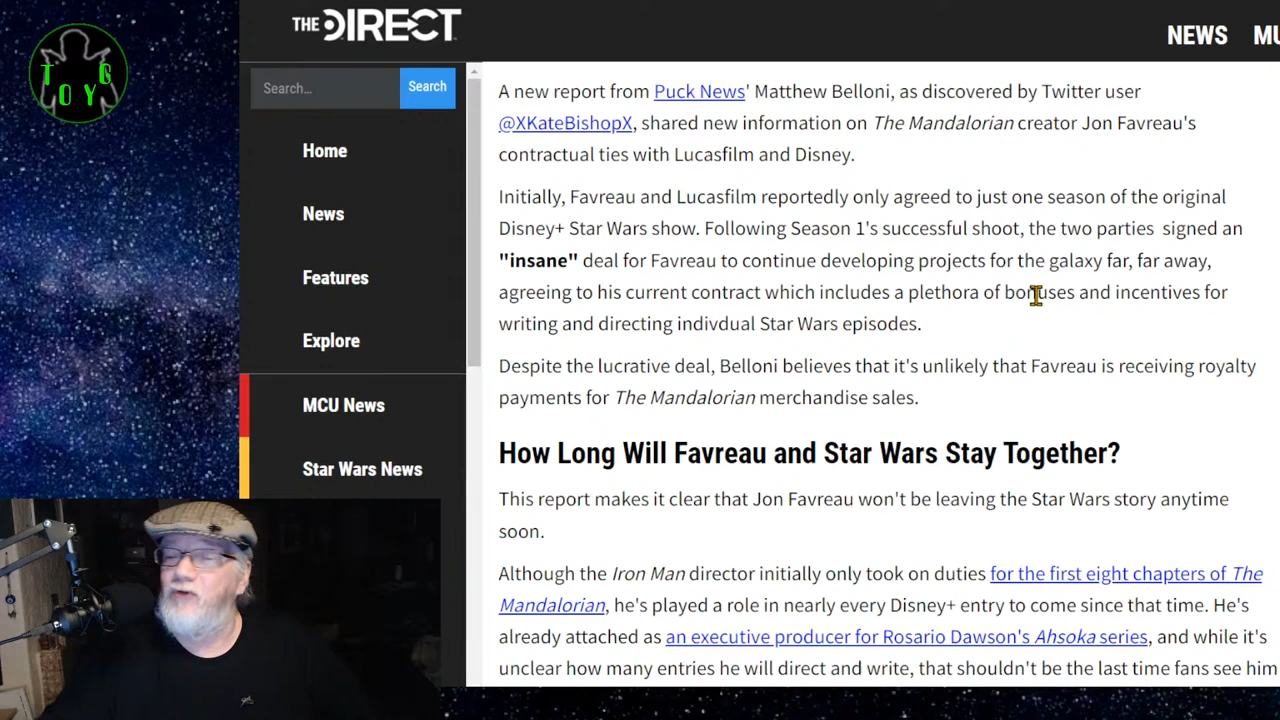 T G
O Y
THE DIRECT
NEWS MU
Search...
Search
Home
News
Features
Explore
MCU News
Star Wars News
A new report from Puck News' Matthew Belloni, as discovered by Twitter user
@XKateBishopX, shared new information on The Mandalorian creator Jon Favreau's
contractual ties with Lucasfilm and Disney.
Initially, Favreau and Lucasfilm reportedly only agreed to just one season of the original
Disney+ Star Wars show. Following Season 1's successful shoot, the two parties signed an
"insane" deal for Favreau to continue developing projects for the galaxy far, far away,
agreeing to his current contract which includes a plethora of bonuses and incentives for
writing and directing indivdual Star Wars episodes.
Despite the lucrative deal, Belloni believes that it's unlikely that Favreau is receiving royalty
payments for The Mandalorian merchandise sales.
How Long Will Favreau and Star Wars Stay Together?
This report makes it clear that Jon Favreau won't be leaving the Star Wars story anytime
soon.
Although the Iron Man director initially only took on duties for the first eight chapters of The
Mandalorian, he's played a role in nearly every Disney+ entry to come since that time. He's
already attached as an executive producer for Rosario Dawson's Ahsoka series, and while it's
unclear how many entries he will direct and write, that shouldn't be the last time fans see him